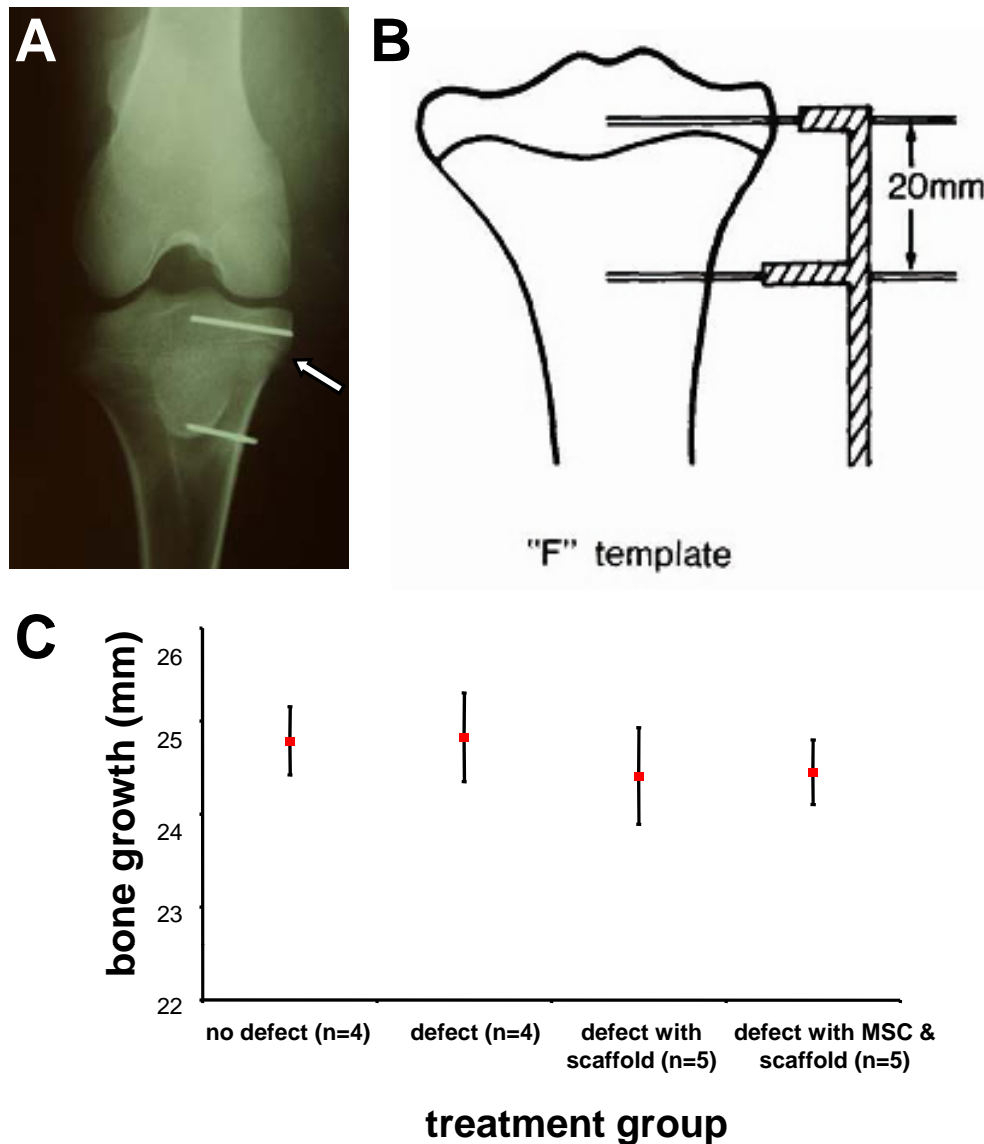 A
B
20mm
"F" template
C
bone growth (mm)
26
25
24
23
22
no defect (n=4)
defect (n=4)
defect with
scaffold (n=5)
defect with MSC &
scaffold (n=5)
treatment group